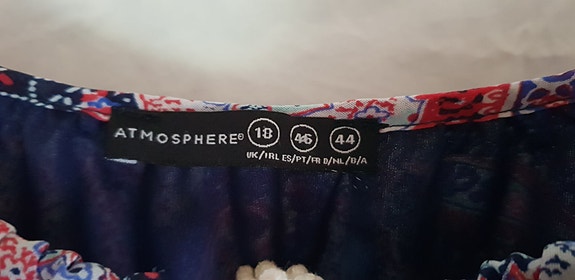 ATMOSPHERE® 18 46 44
UK/IRL ES/PT/FR D/NL/B/A